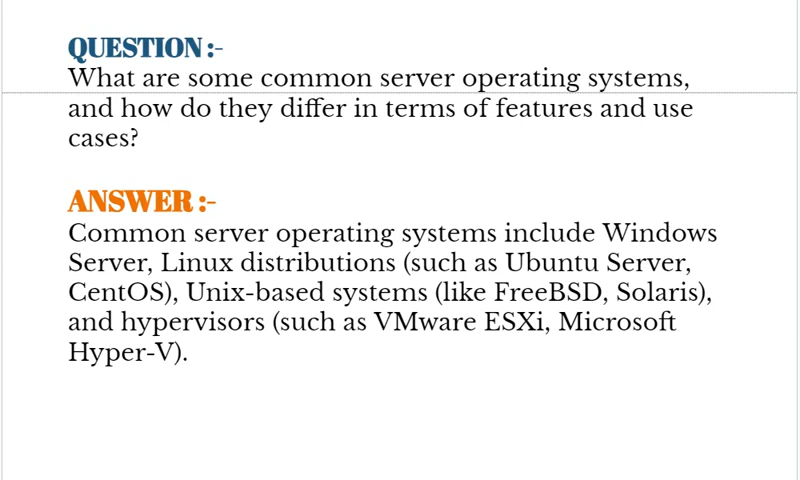 QUESTION :-
What are some common server operating systems,
and how do they differ in terms of features and use
cases?
ANSWER :-
Common server operating systems include Windows
Server, Linux distributions (such as Ubuntu Server,
CentOS), Unix-based systems (like FreeBSD, Solaris),
and hypervisors (such as VMware ESXi, Microsoft
Hyper-V).